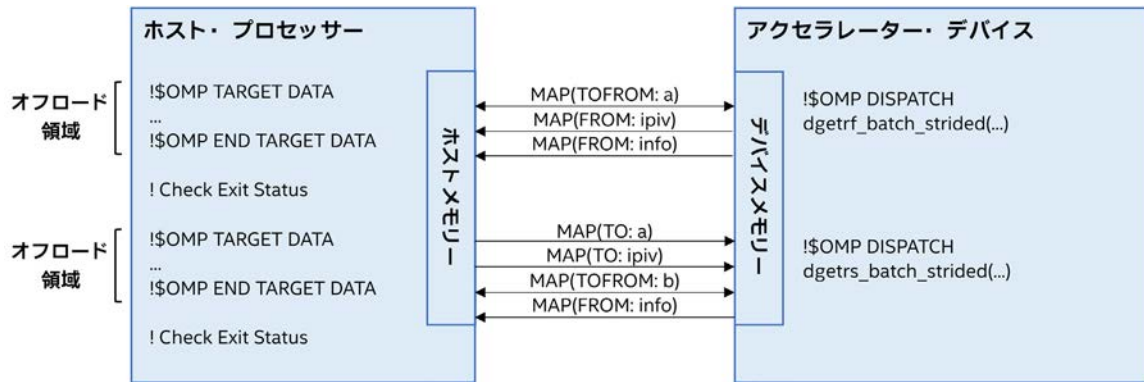 ホスト・プロセッサー
アクセラレーター・デバイス
オフロード
領域
!$OMP TARGET DATA
...
!$OMP END TARGET DATA
! Check Exit Status
オフロード
領域
!$OMP TARGET DATA
...
!$OMP END TARGET DATA
! Check Exit Status
ホストメモリー
MAP(TOFROM: a)
MAP(FROM: ipiv)
MAP(FROM: info)
MAP(TO: a)
MAP(TO: ipiv)
MAP(TOFROM: b)
MAP(FROM: info)
デバイスメモリー
!$OMP DISPATCH
dgetrf_batch_strided(...)
!$OMP DISPATCH
dgetrs_batch_strided(...)